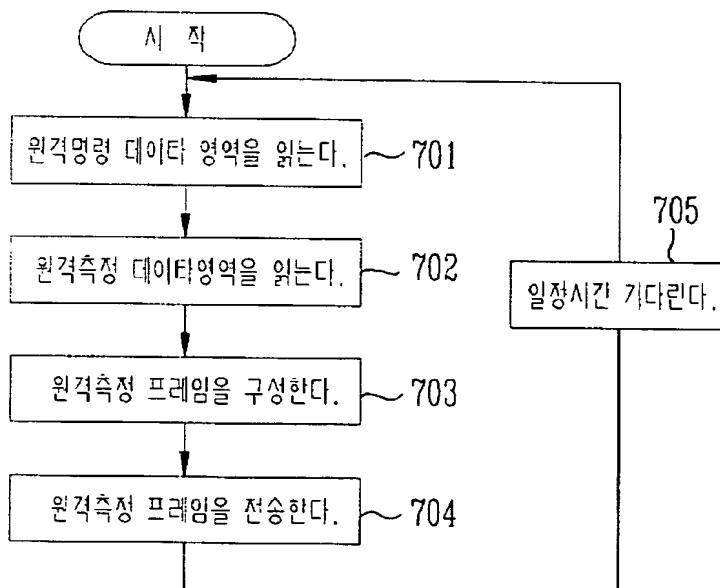 시 작
원격명령 데이타 영역을 읽는다.
701
원격측정 데이타영역을 읽는다.
702
원격측정 프레임을 구성한다.
703
원격측정 프레임을 전송한다.
704
705
일정시간 기다린다.